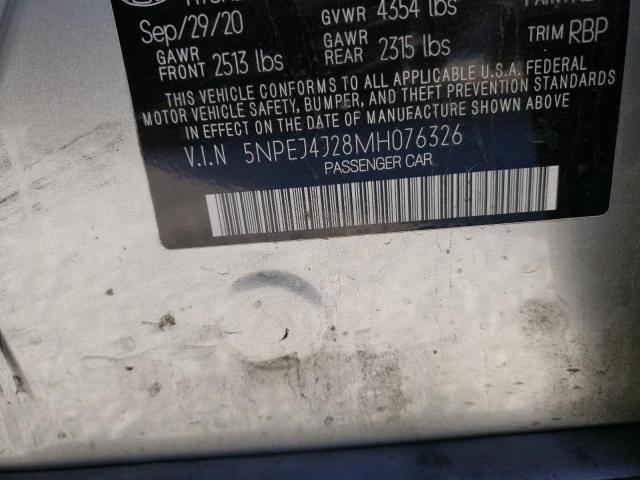 Sep/29/20 GVWR 4354 lbs
GAWR FRONT 2513 lbs GAWR REAR 2315 lbs TRIM RBP
THIS VEHICLE CONFORMS TO ALL APPLICABLE U.S.A. FEDERAL
MOTOR VEHICLE SAFETY, BUMPER, AND THEFT PREVENTION STANDARDS
IN EFFECT ON THE DATE OF MANUFACTURE SHOWN ABOVE
V.I.N 5NPEJ4J28MH076326
PASSENGER CAR